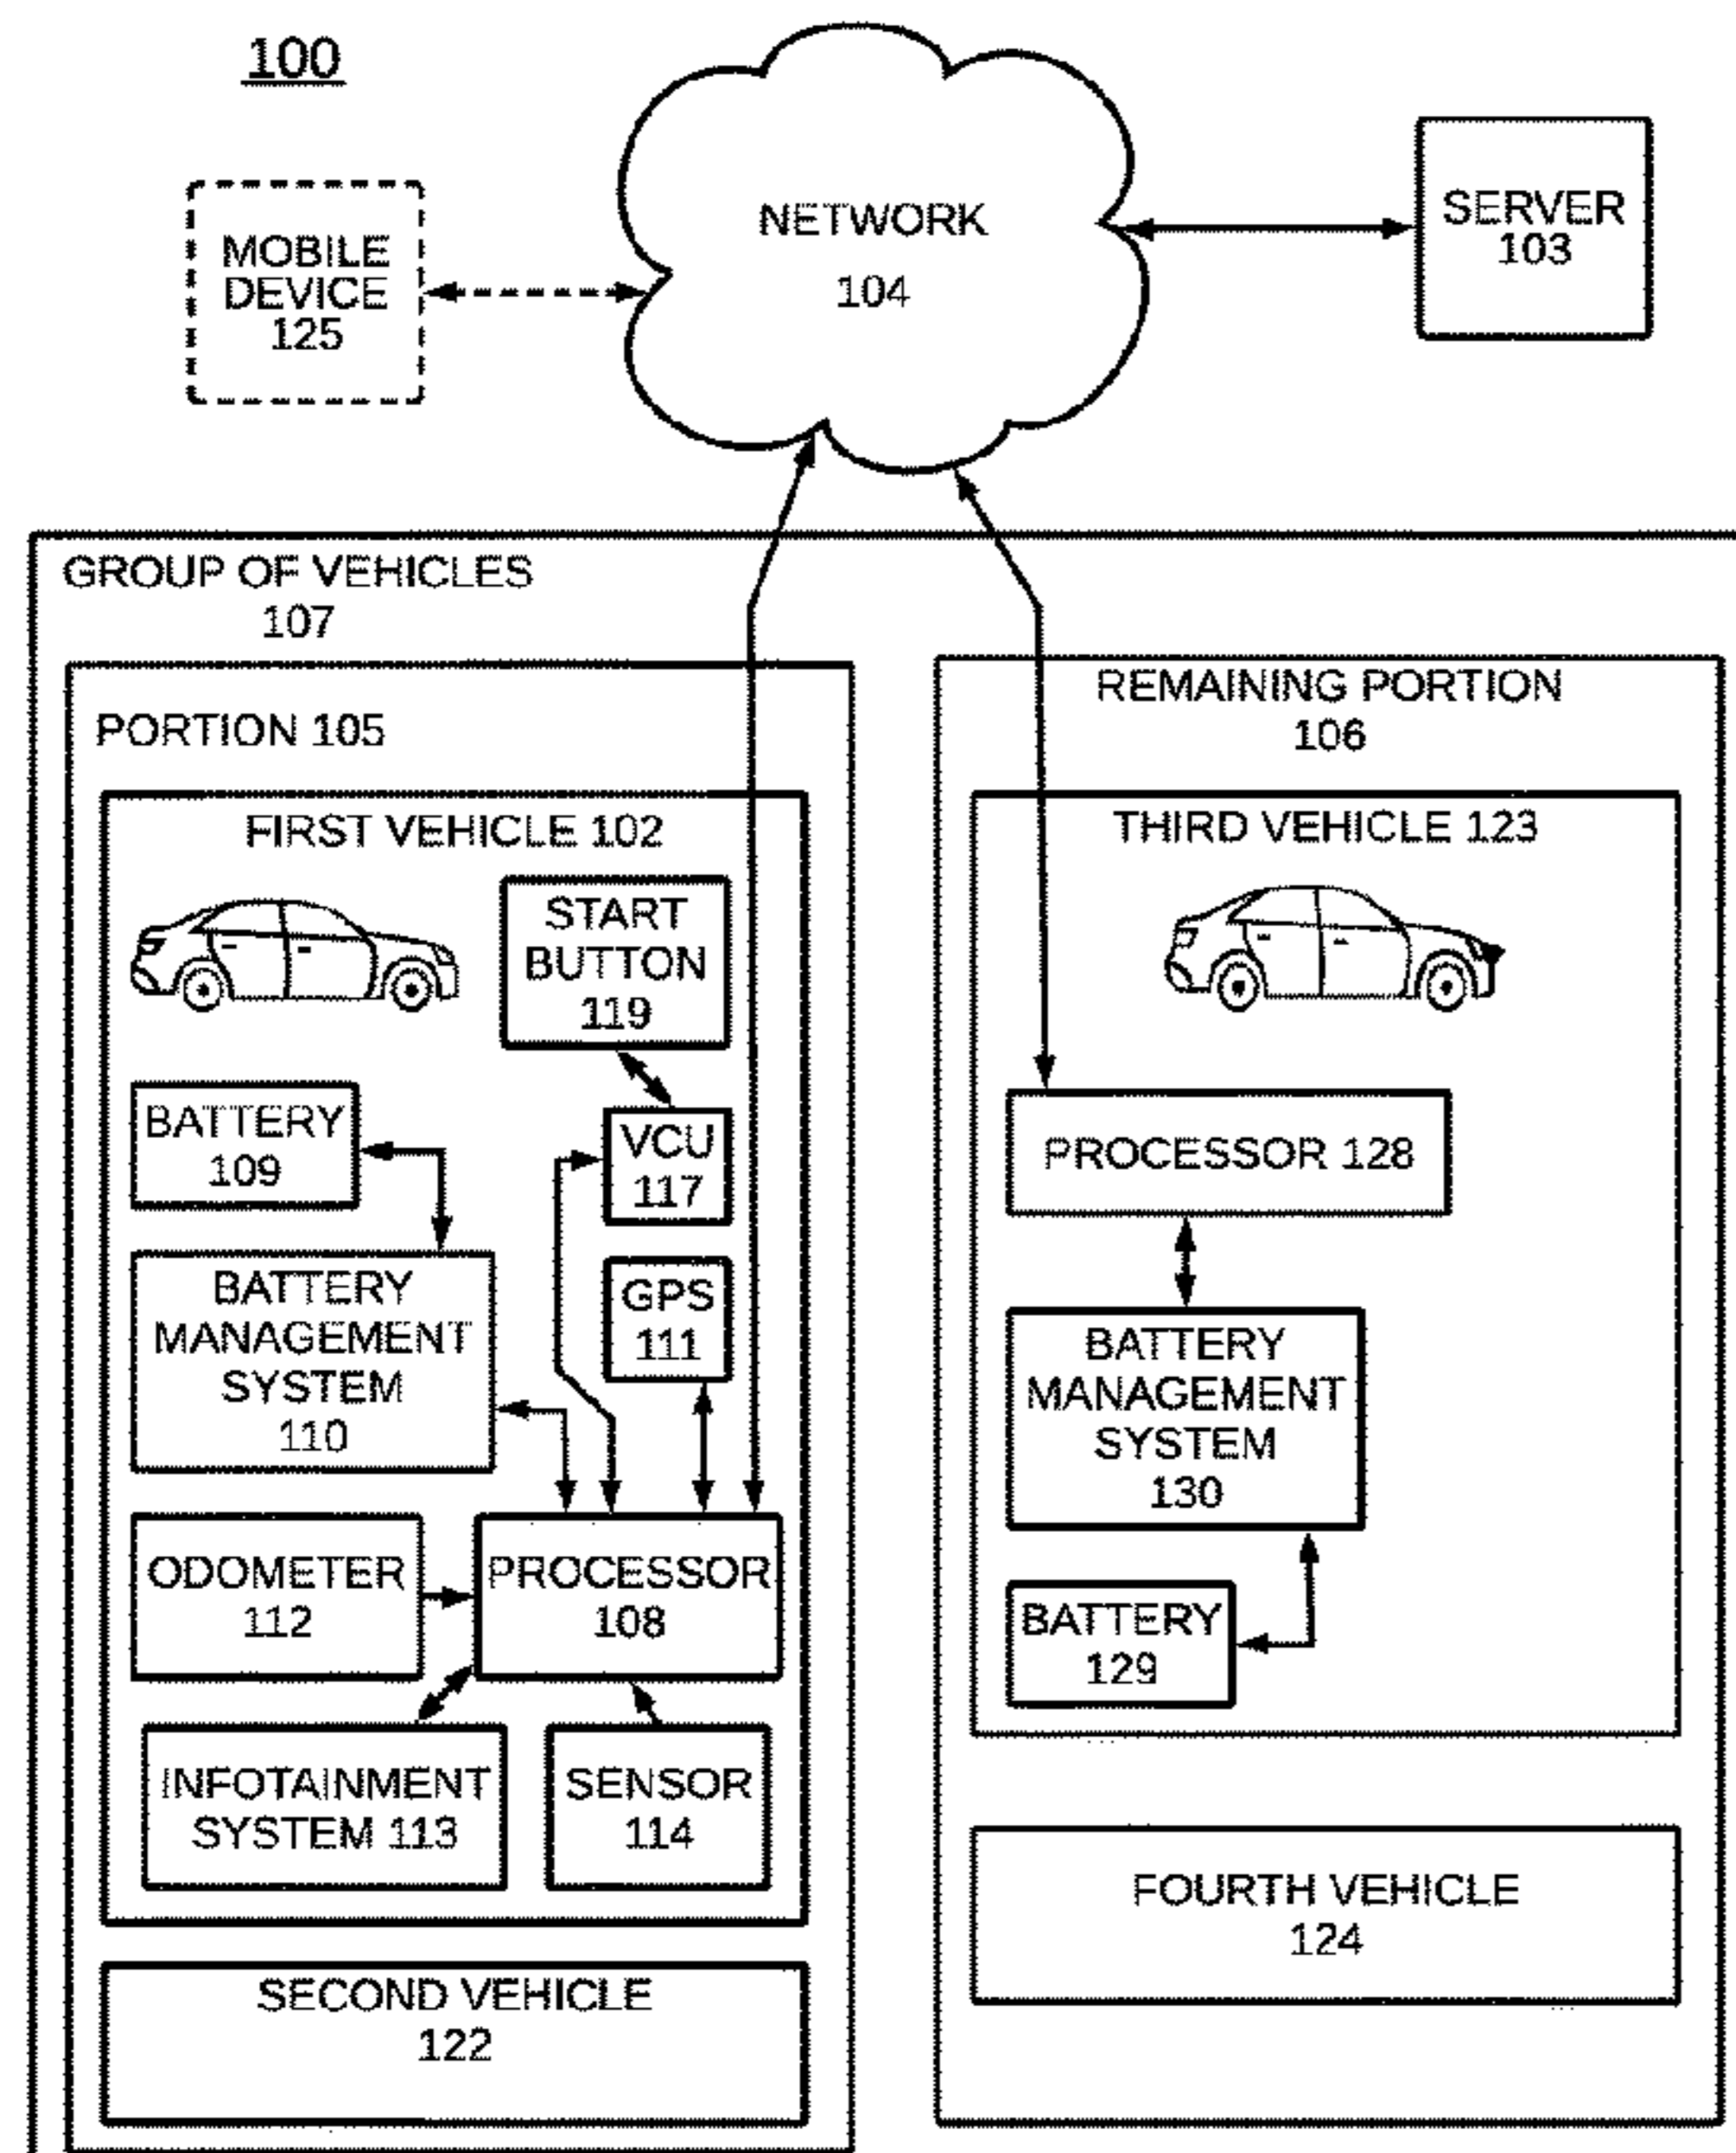 100
NETWORK
104
SERVER
103
MOBILE
DEVICE
125
GROUP OF VEHICLES
107
PORTION 105
FIRST VEHICLE 102
START
BUTTON
119
BATTERY
109
VCU
117
BATTERY
MANAGEMENT
SYSTEM
110
GPS
111
ODOMETER
112
PROCESSOR
108
INFOTAINMENT
SYSTEM 113
SENSOR
114
SECOND VEHICLE
122
REMAINING PORTION
106
THIRD VEHICLE 123
PROCESSOR 128
BATTERY
MANAGEMENT
SYSTEM
130
BATTERY
129
FOURTH VEHICLE
124